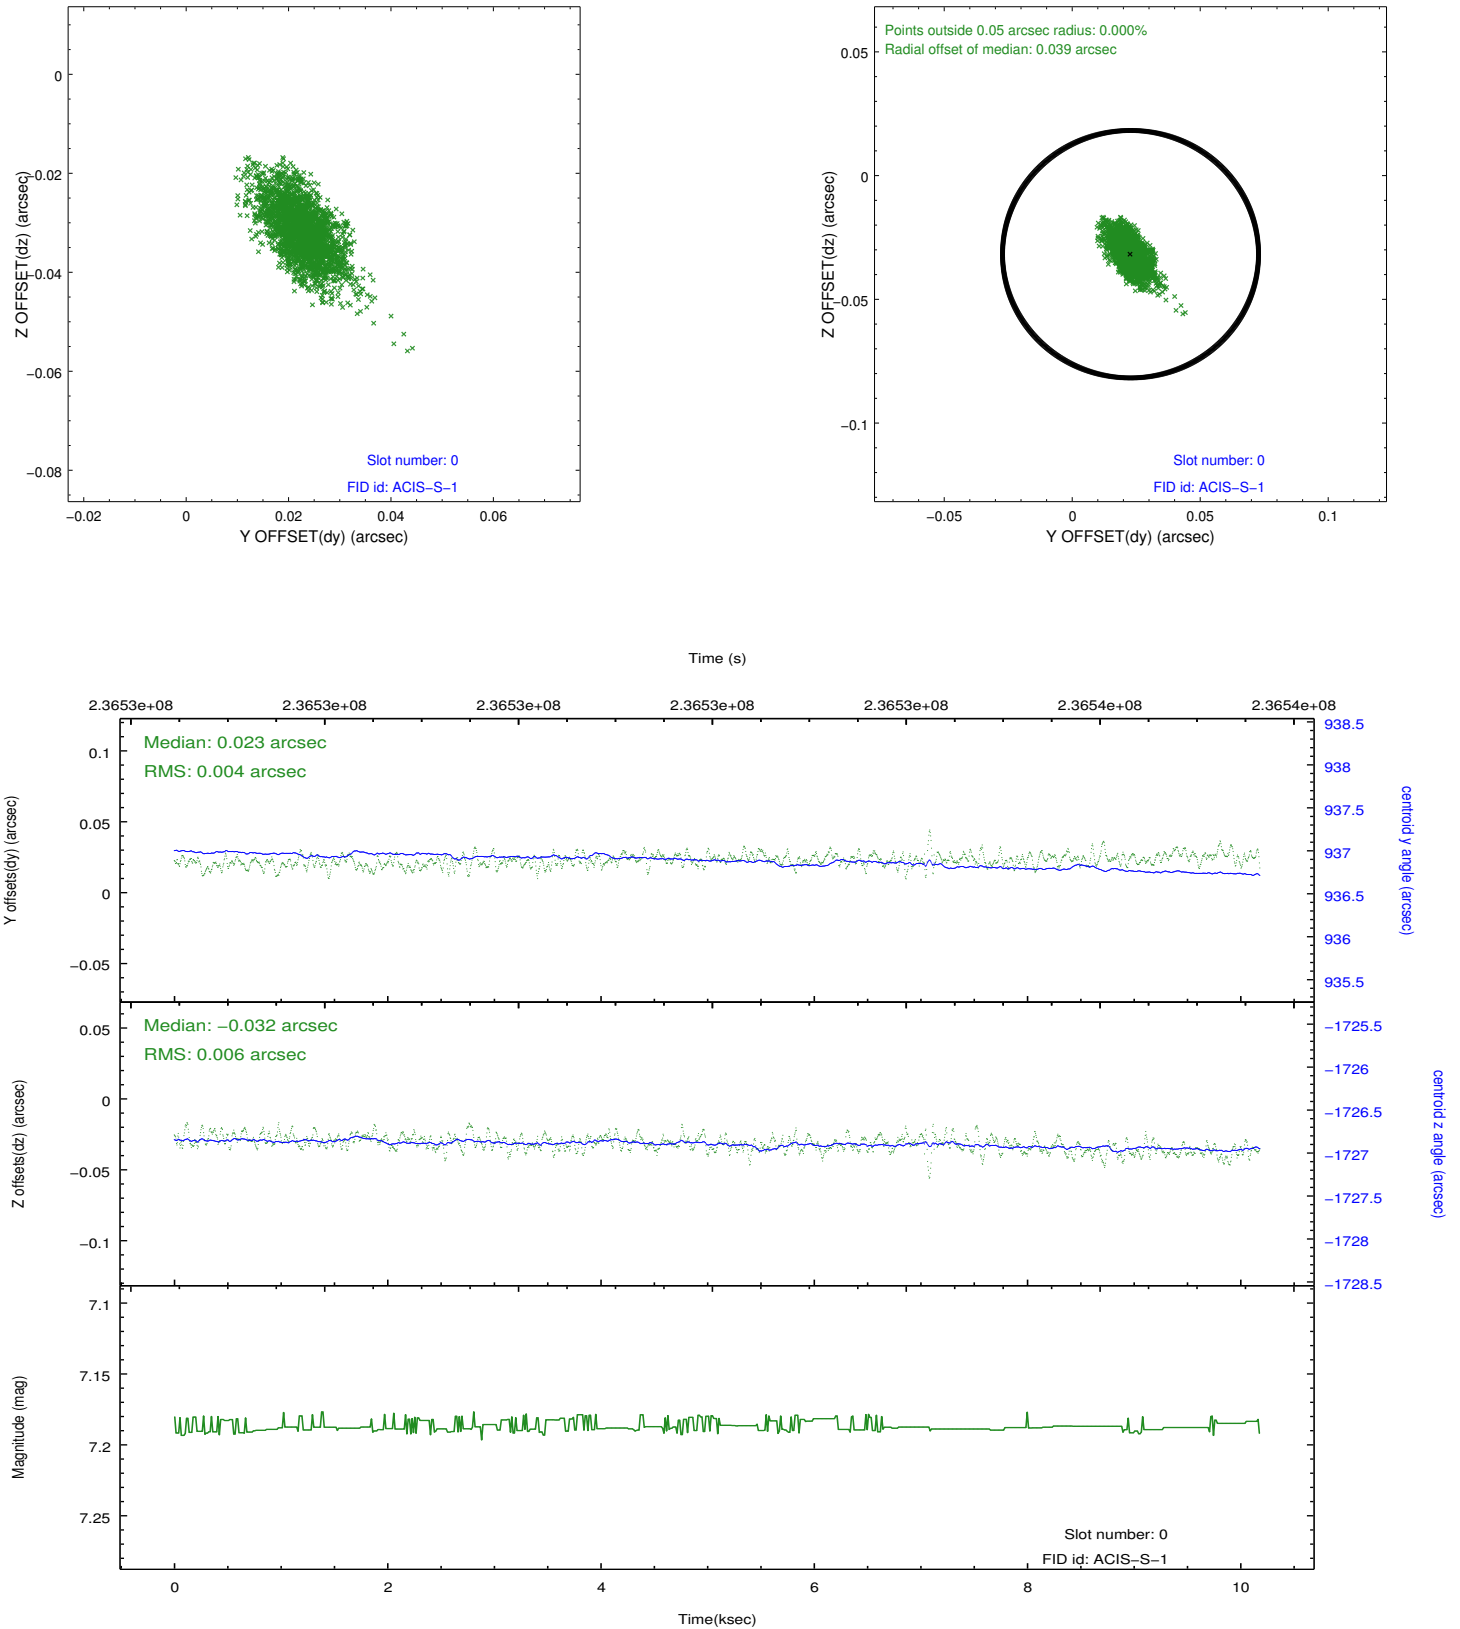 0
−0.02
−0.04
−0.06
−0.08
Z OFFSET(dz) (arcsec)
Slot number: 0
FID id: ACIS−S−1
−0.02 0 0.02 0.04 0.06
Y OFFSET(dy) (arcsec)
Points outside 0.05 arcsec radius: 0.000%
Radial offset of median: 0.039 arcsec
0.05
0
−0.05
−0.1
Z OFFSET(dz) (arcsec)
Slot number: 0
FID id: ACIS−S−1
−0.05 0 0.05 0.1
Y OFFSET(dy) (arcsec)
Time (s)
2.3653e+08 2.3653e+08 2.3653e+08 2.3653e+08 2.3653e+08 2.3654e+08 2.3654e+08
Median: 0.023 arcsec
RMS: 0.004 arcsec
0.1
0.05
0
−0.05
Y offsets(dy) (arcsec)
938.5
938
937.5
937
936.5
936
935.5
centroid y angle (arcsec)
Median: −0.032 arcsec
RMS: 0.006 arcsec
0.05
0
−0.05
−0.1
Z offsets(dz) (arcsec)
−1725.5
−1726
−1726.5
−1727
−1727.5
−1728
−1728.5
centroid z angle (arcsec)
7.1
7.15
7.2
7.25
Magnitude (mag)
Slot number: 0
FID id: ACIS−S−1
0 2 4 6 8 10
Time(ksec)